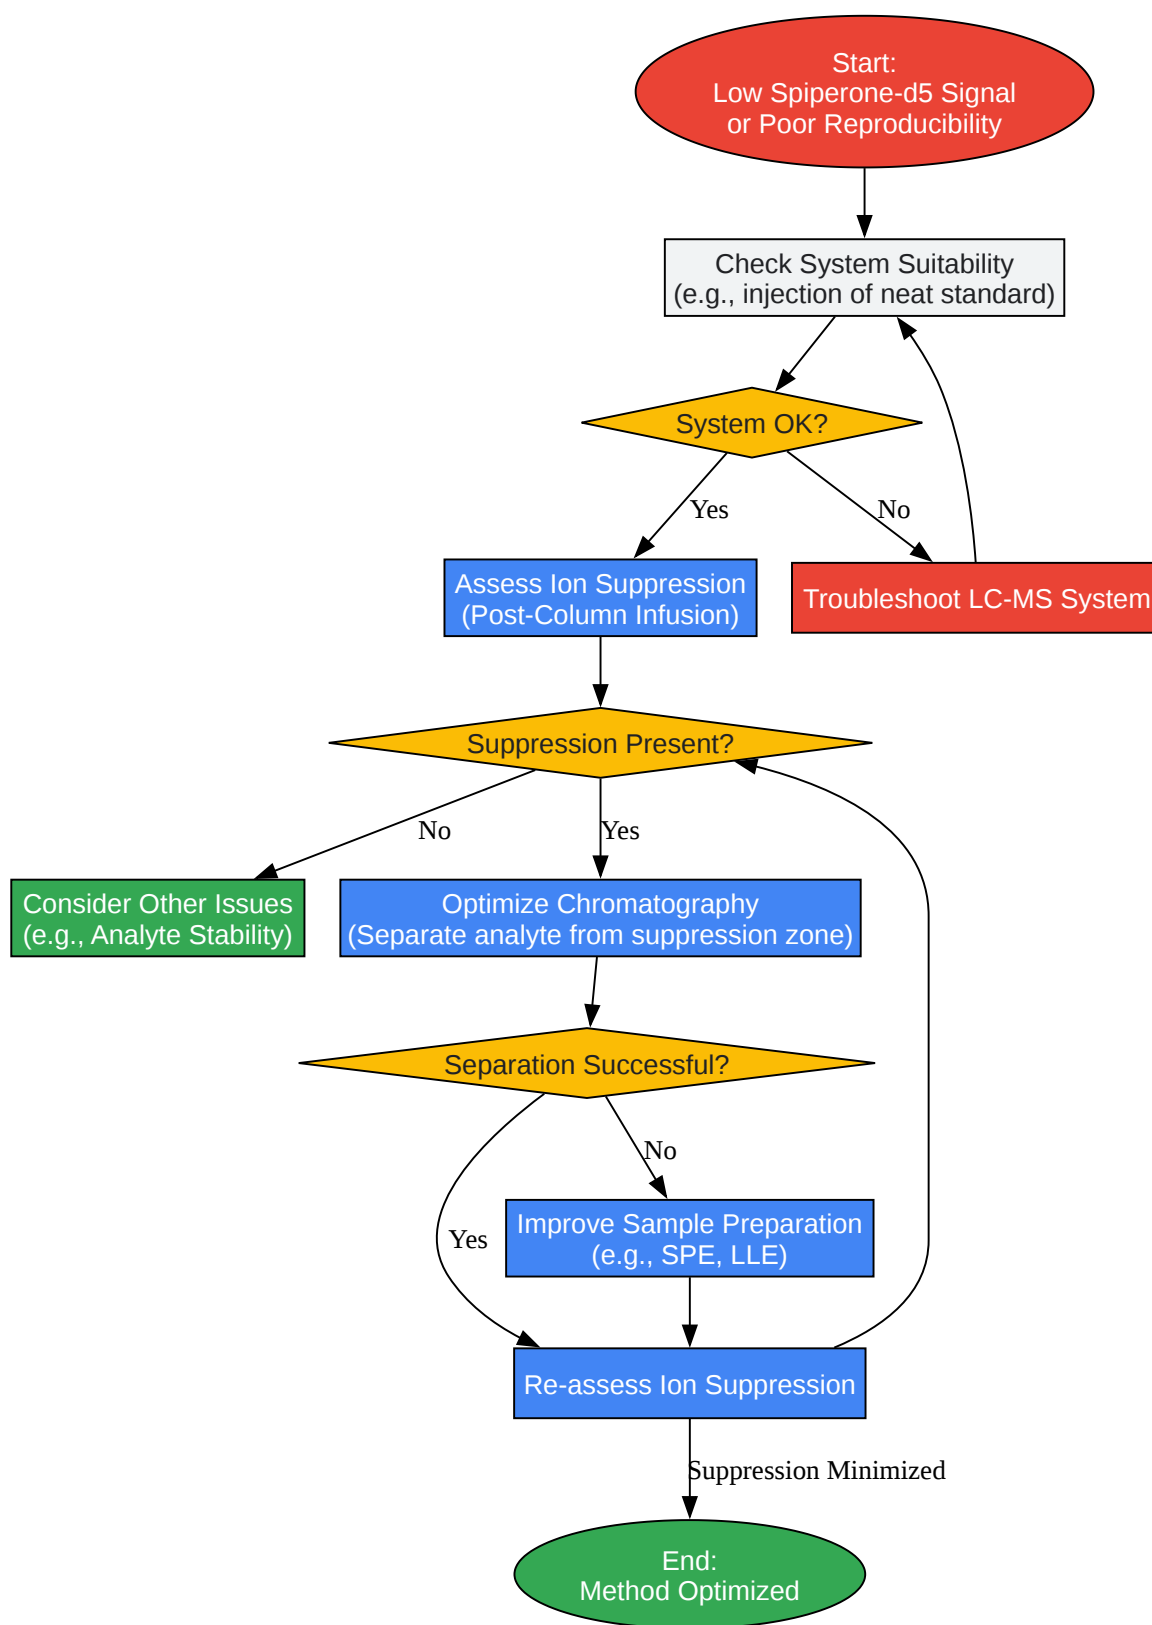 Start:
Low Spiperone-d5 Signal
or Poor Reproducibility
Check System Suitability
(e.g., injection of neat standard)
System OK?
Yes
No
Assess Ion Suppression
(Post-Column Infusion)
Troubleshoot LC-MS System
Suppression Present?
No
Yes
Consider Other Issues
(e.g., Analyte Stability)
Optimize Chromatography
(Separate analyte from suppression zone)
Separation Successful?
No
Yes
Improve Sample Preparation
(e.g., SPE, LLE)
Re-assess Ion Suppression
Suppression Minimized
End:
Method Optimized